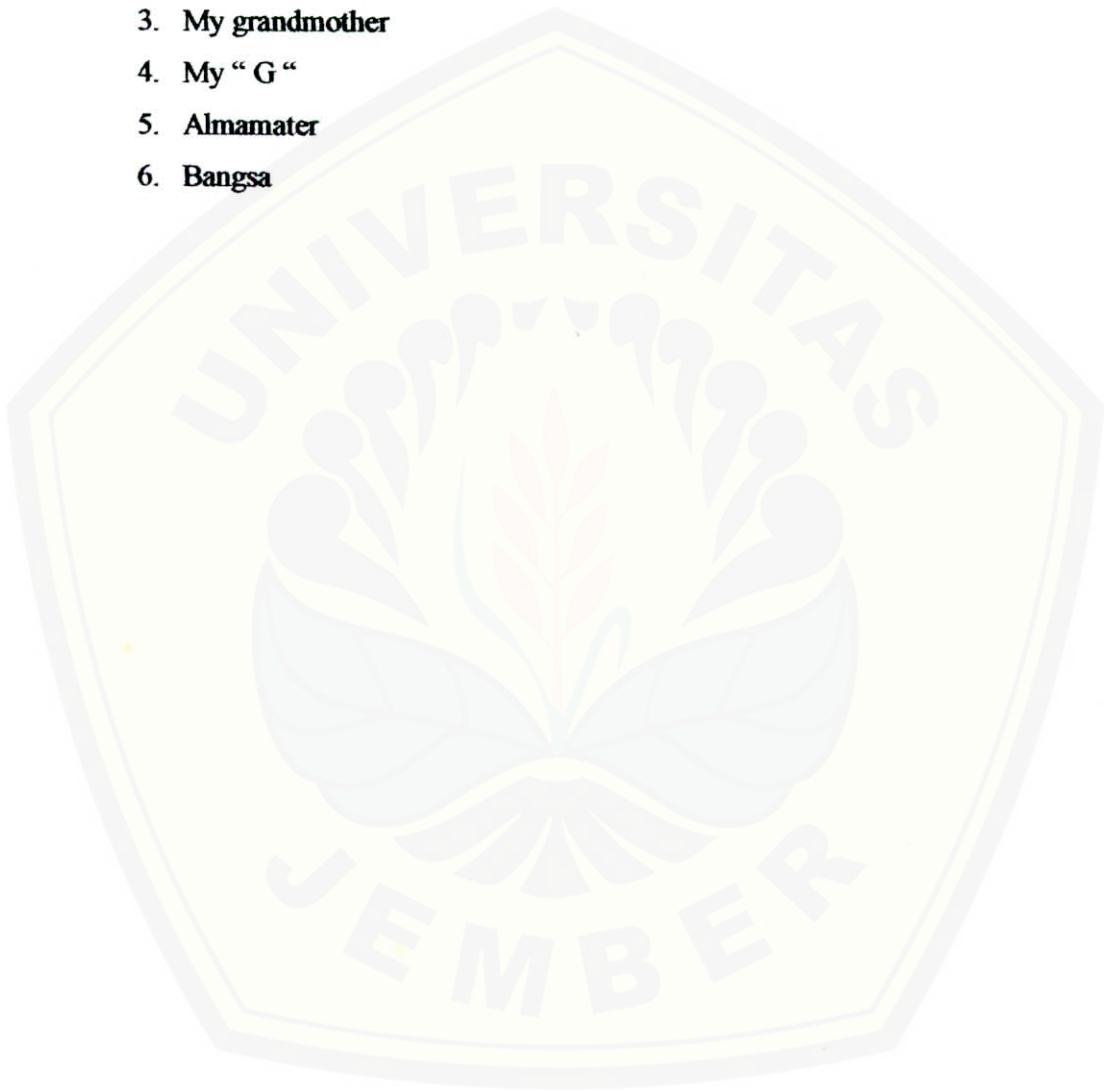 3. My grandmother
4. My “ G “
5. Almamater
6. Bangsa
UNIVERSITAS
JEMBER